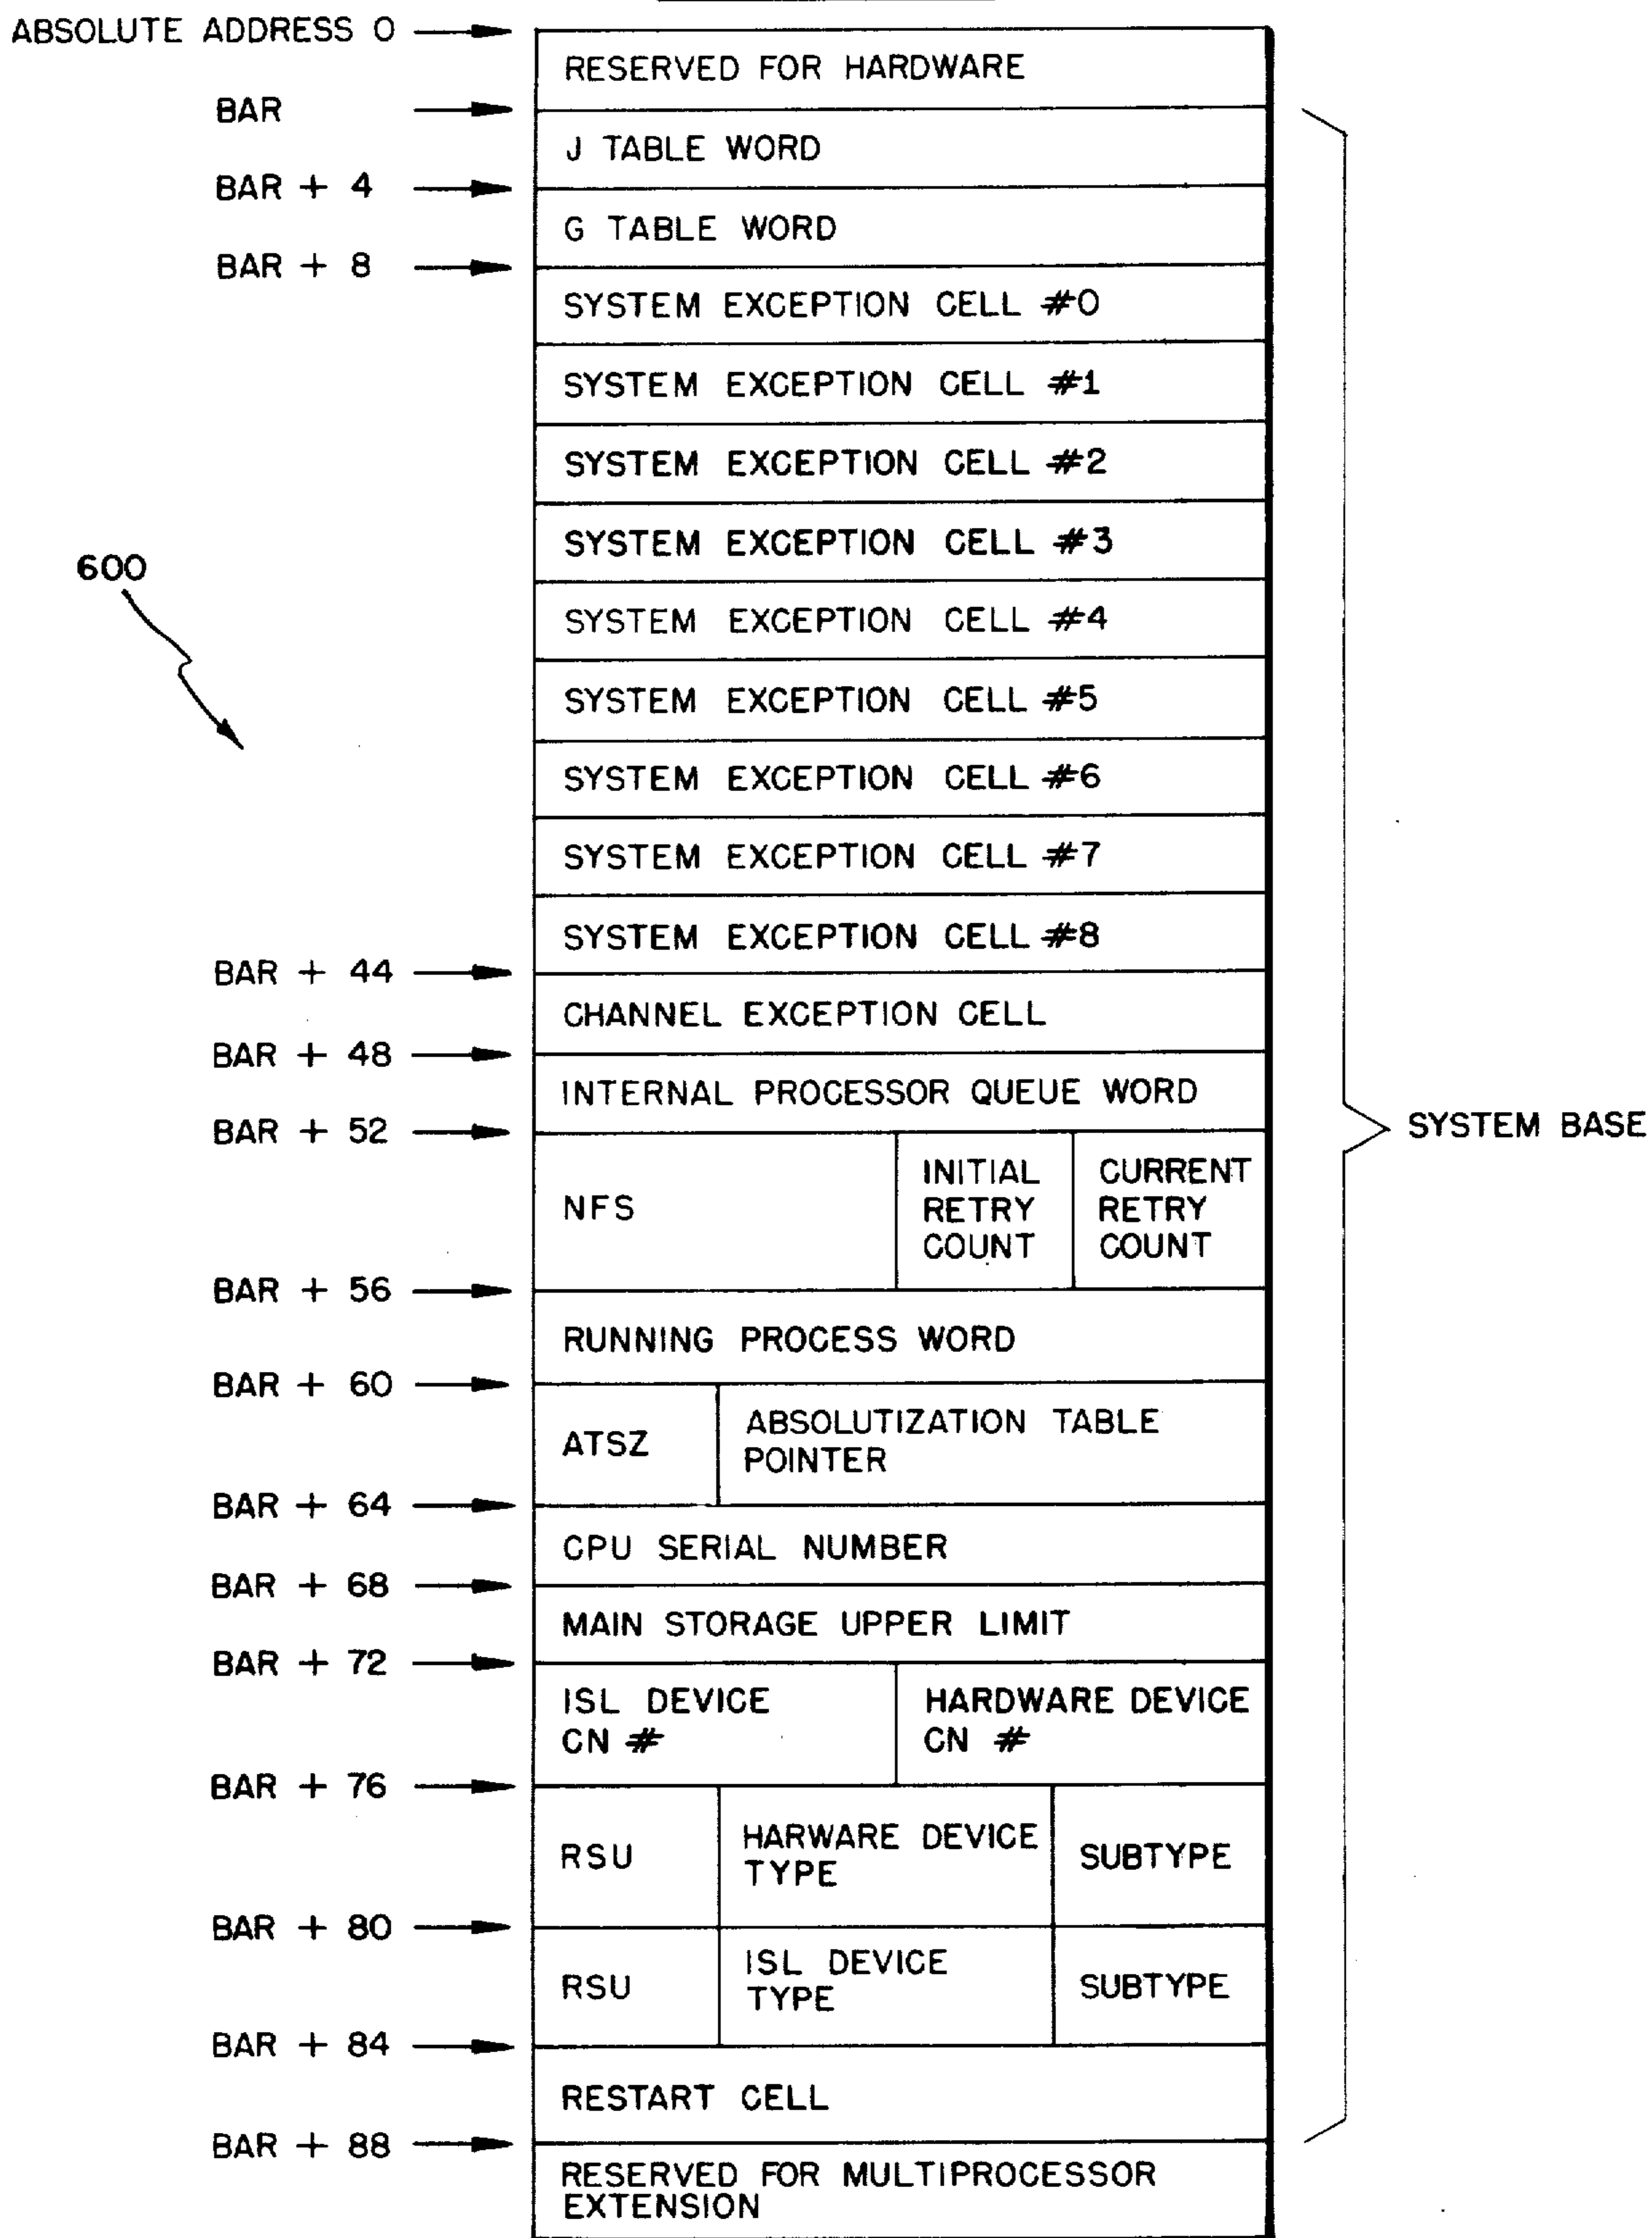 ABSOLUTE ADDRESS 0
RESERVED FOR HARDWARE
BAR
J TABLE WORD
BAR + 4
G TABLE WORD
BAR + 8
SYSTEM EXCEPTION CELL #0
SYSTEM EXCEPTION CELL #1
SYSTEM EXCEPTION CELL #2
SYSTEM EXCEPTION CELL #3
600
SYSTEM EXCEPTION CELL #4
SYSTEM EXCEPTION CELL #5
SYSTEM EXCEPTION CELL #6
SYSTEM EXCEPTION CELL #7
SYSTEM EXCEPTION CELL #8
BAR + 44
CHANNEL EXCEPTION CELL
BAR + 48
INTERNAL PROCESSOR QUEUE WORD
BAR + 52
SYSTEM BASE
NFS
INITIAL
RETRY
COUNT
CURRENT
RETRY
COUNT
BAR + 56
RUNNING PROCESS WORD
BAR + 60
ATSZ
ABSOLUTIZATION TABLE
POINTER
BAR + 64
CPU SERIAL NUMBER
BAR + 68
MAIN STORAGE UPPER LIMIT
BAR + 72
ISL DEVICE
CN #
HARDWARE DEVICE
CN #
BAR + 76
RSU
HARWARE DEVICE
TYPE
SUBTYPE
BAR + 80
RSU
ISL DEVICE
TYPE
SUBTYPE
BAR + 84
RESTART CELL
BAR + 88
RESERVED FOR MULTIPROCESSOR
EXTENSION